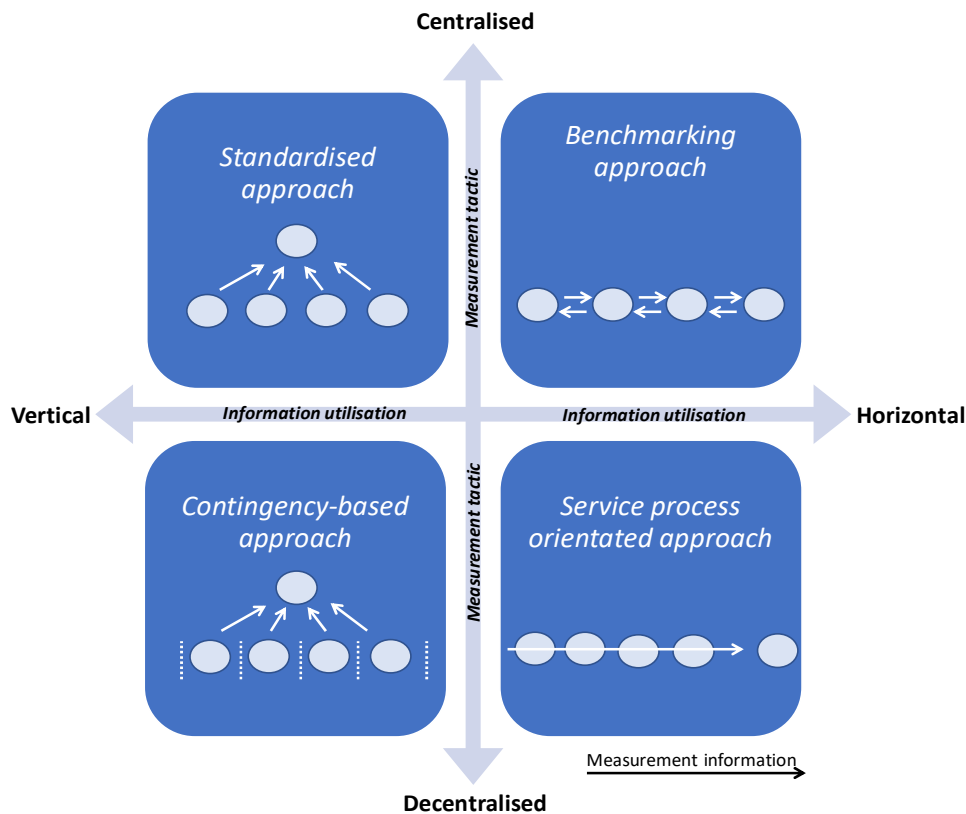 Centralised
Standardised
approach
Benchmarking
approach
Measurement tactic
Vertical
Information utilisation
Information utilisation
Horizontal
Measurement tactic
Contingency-based
approach
Service process
orientated approach
Measurement information
Decentralised